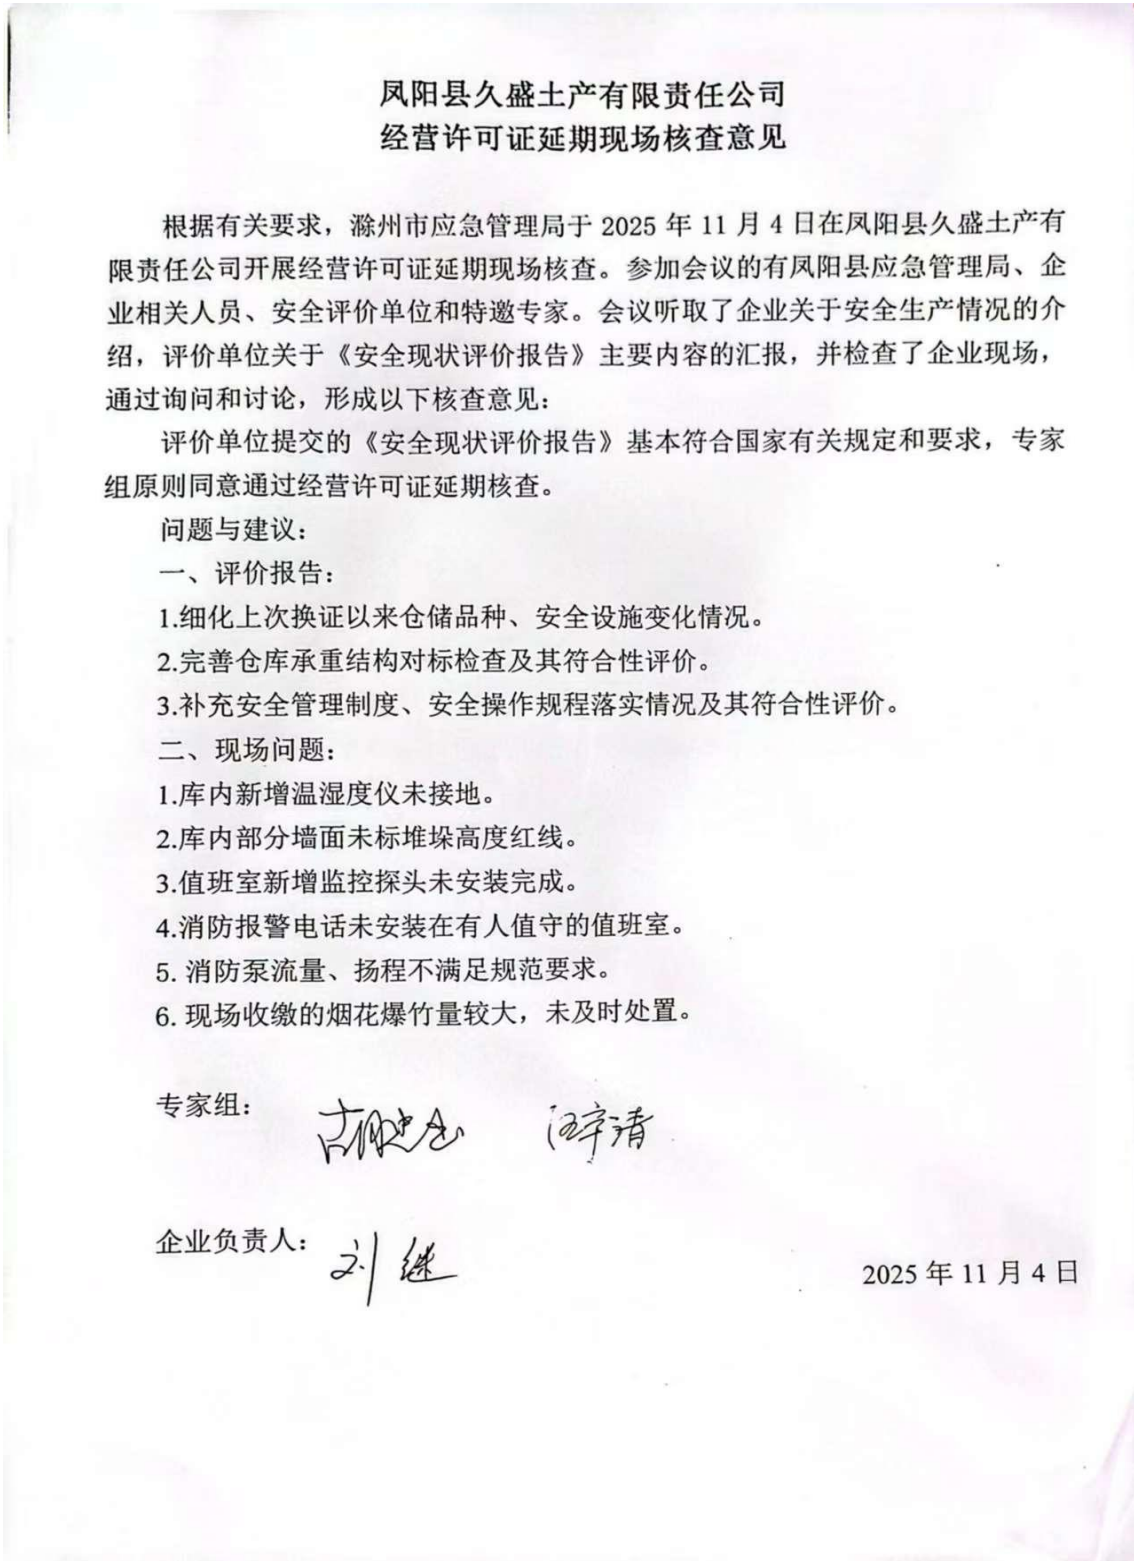 凤阳县久盛土产有限责任公司
经营许可证延期现场核查意见
根据有关要求，滁州市应急管理局于 2025 年 11 月 4 日在凤阳县久盛土产有
限责任公司开展经营许可证延期现场核查。参加会议的有凤阳县应急管理局、企
业相关人员、安全评价单位和特邀专家。会议听取了企业关于安全生产情况的介
绍，评价单位关于《安全现状评价报告》主要内容的汇报，并检查了企业现场，
通过询问和讨论，形成以下核查意见：
评价单位提交的《安全现状评价报告》基本符合国家有关规定和要求，专家
组原则同意通过经营许可证延期核查。
问题与建议：
一、评价报告：
1.细化上次换证以来仓储品种、安全设施变化情况。
2.完善仓库承重结构对标检查及其符合性评价。
3.补充安全管理制度、安全操作规程落实情况及其符合性评价。
二、现场问题：
1.库内新增温湿度仪未接地。
2.库内部分墙面未标堆垛高度红线。
3.值班室新增监控探头未安装完成。
4.消防报警电话未安装在有人值守的值班室。
5. 消防泵流量、扬程不满足规范要求。
6. 现场收缴的烟花爆竹量较大，未及时处置。
专家组：
企业负责人： 刘继
2025 年 11 月 4 日